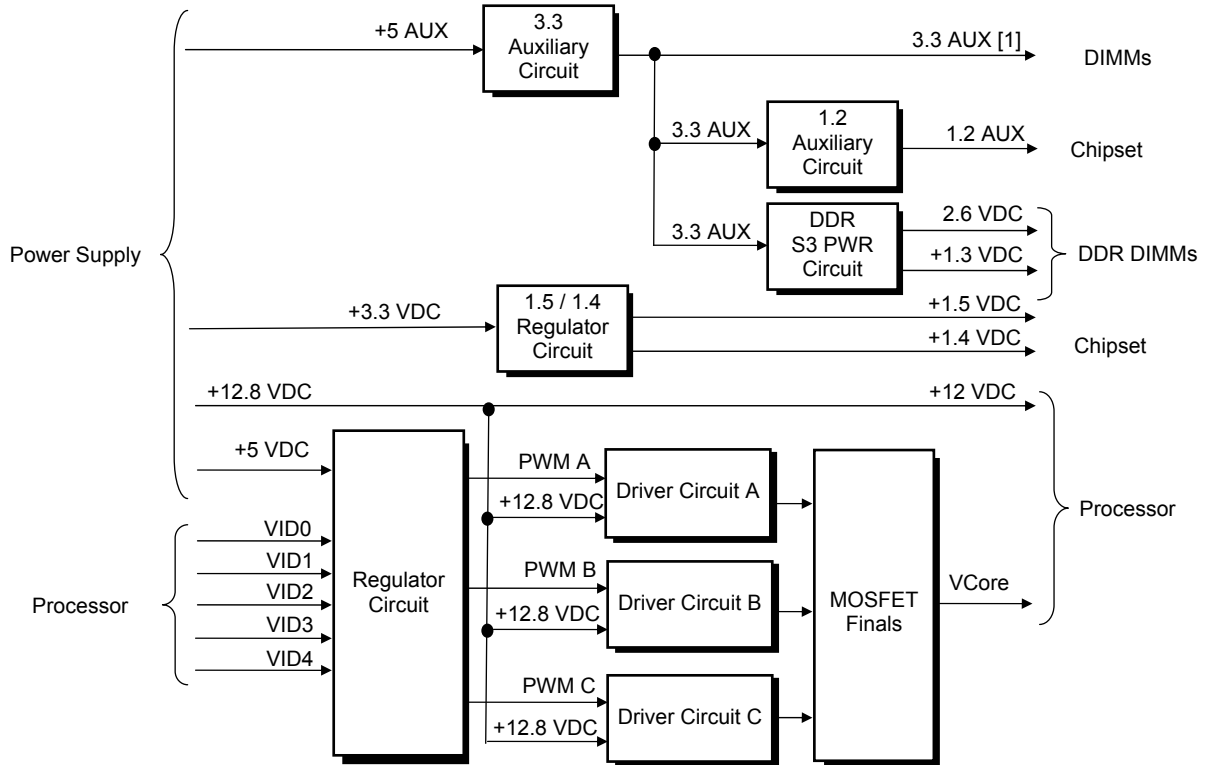 +5 AUX
3.3
Auxiliary
Circuit
3.3 AUX [1]
DIMMs
3.3 AUX
1.2
Auxiliary
Circuit
1.2 AUX
Chipset
3.3 AUX
DDR
S3 PWR
Circuit
2.6 VDC
+1.3 VDC
DDR DIMMs
Power Supply
+3.3 VDC
1.5 / 1.4
Regulator
Circuit
+1.5 VDC
+1.4 VDC
Chipset
+12.8 VDC
+12 VDC
+5 VDC
PWM A
Driver Circuit A
+12.8 VDC
Processor
VID0
VID1
VID2
VID3
VID4
Processor
Regulator
Circuit
PWM B
Driver Circuit B
+12.8 VDC
MOSFET
Finals
VCore
PWM C
Driver Circuit C
+12.8 VDC